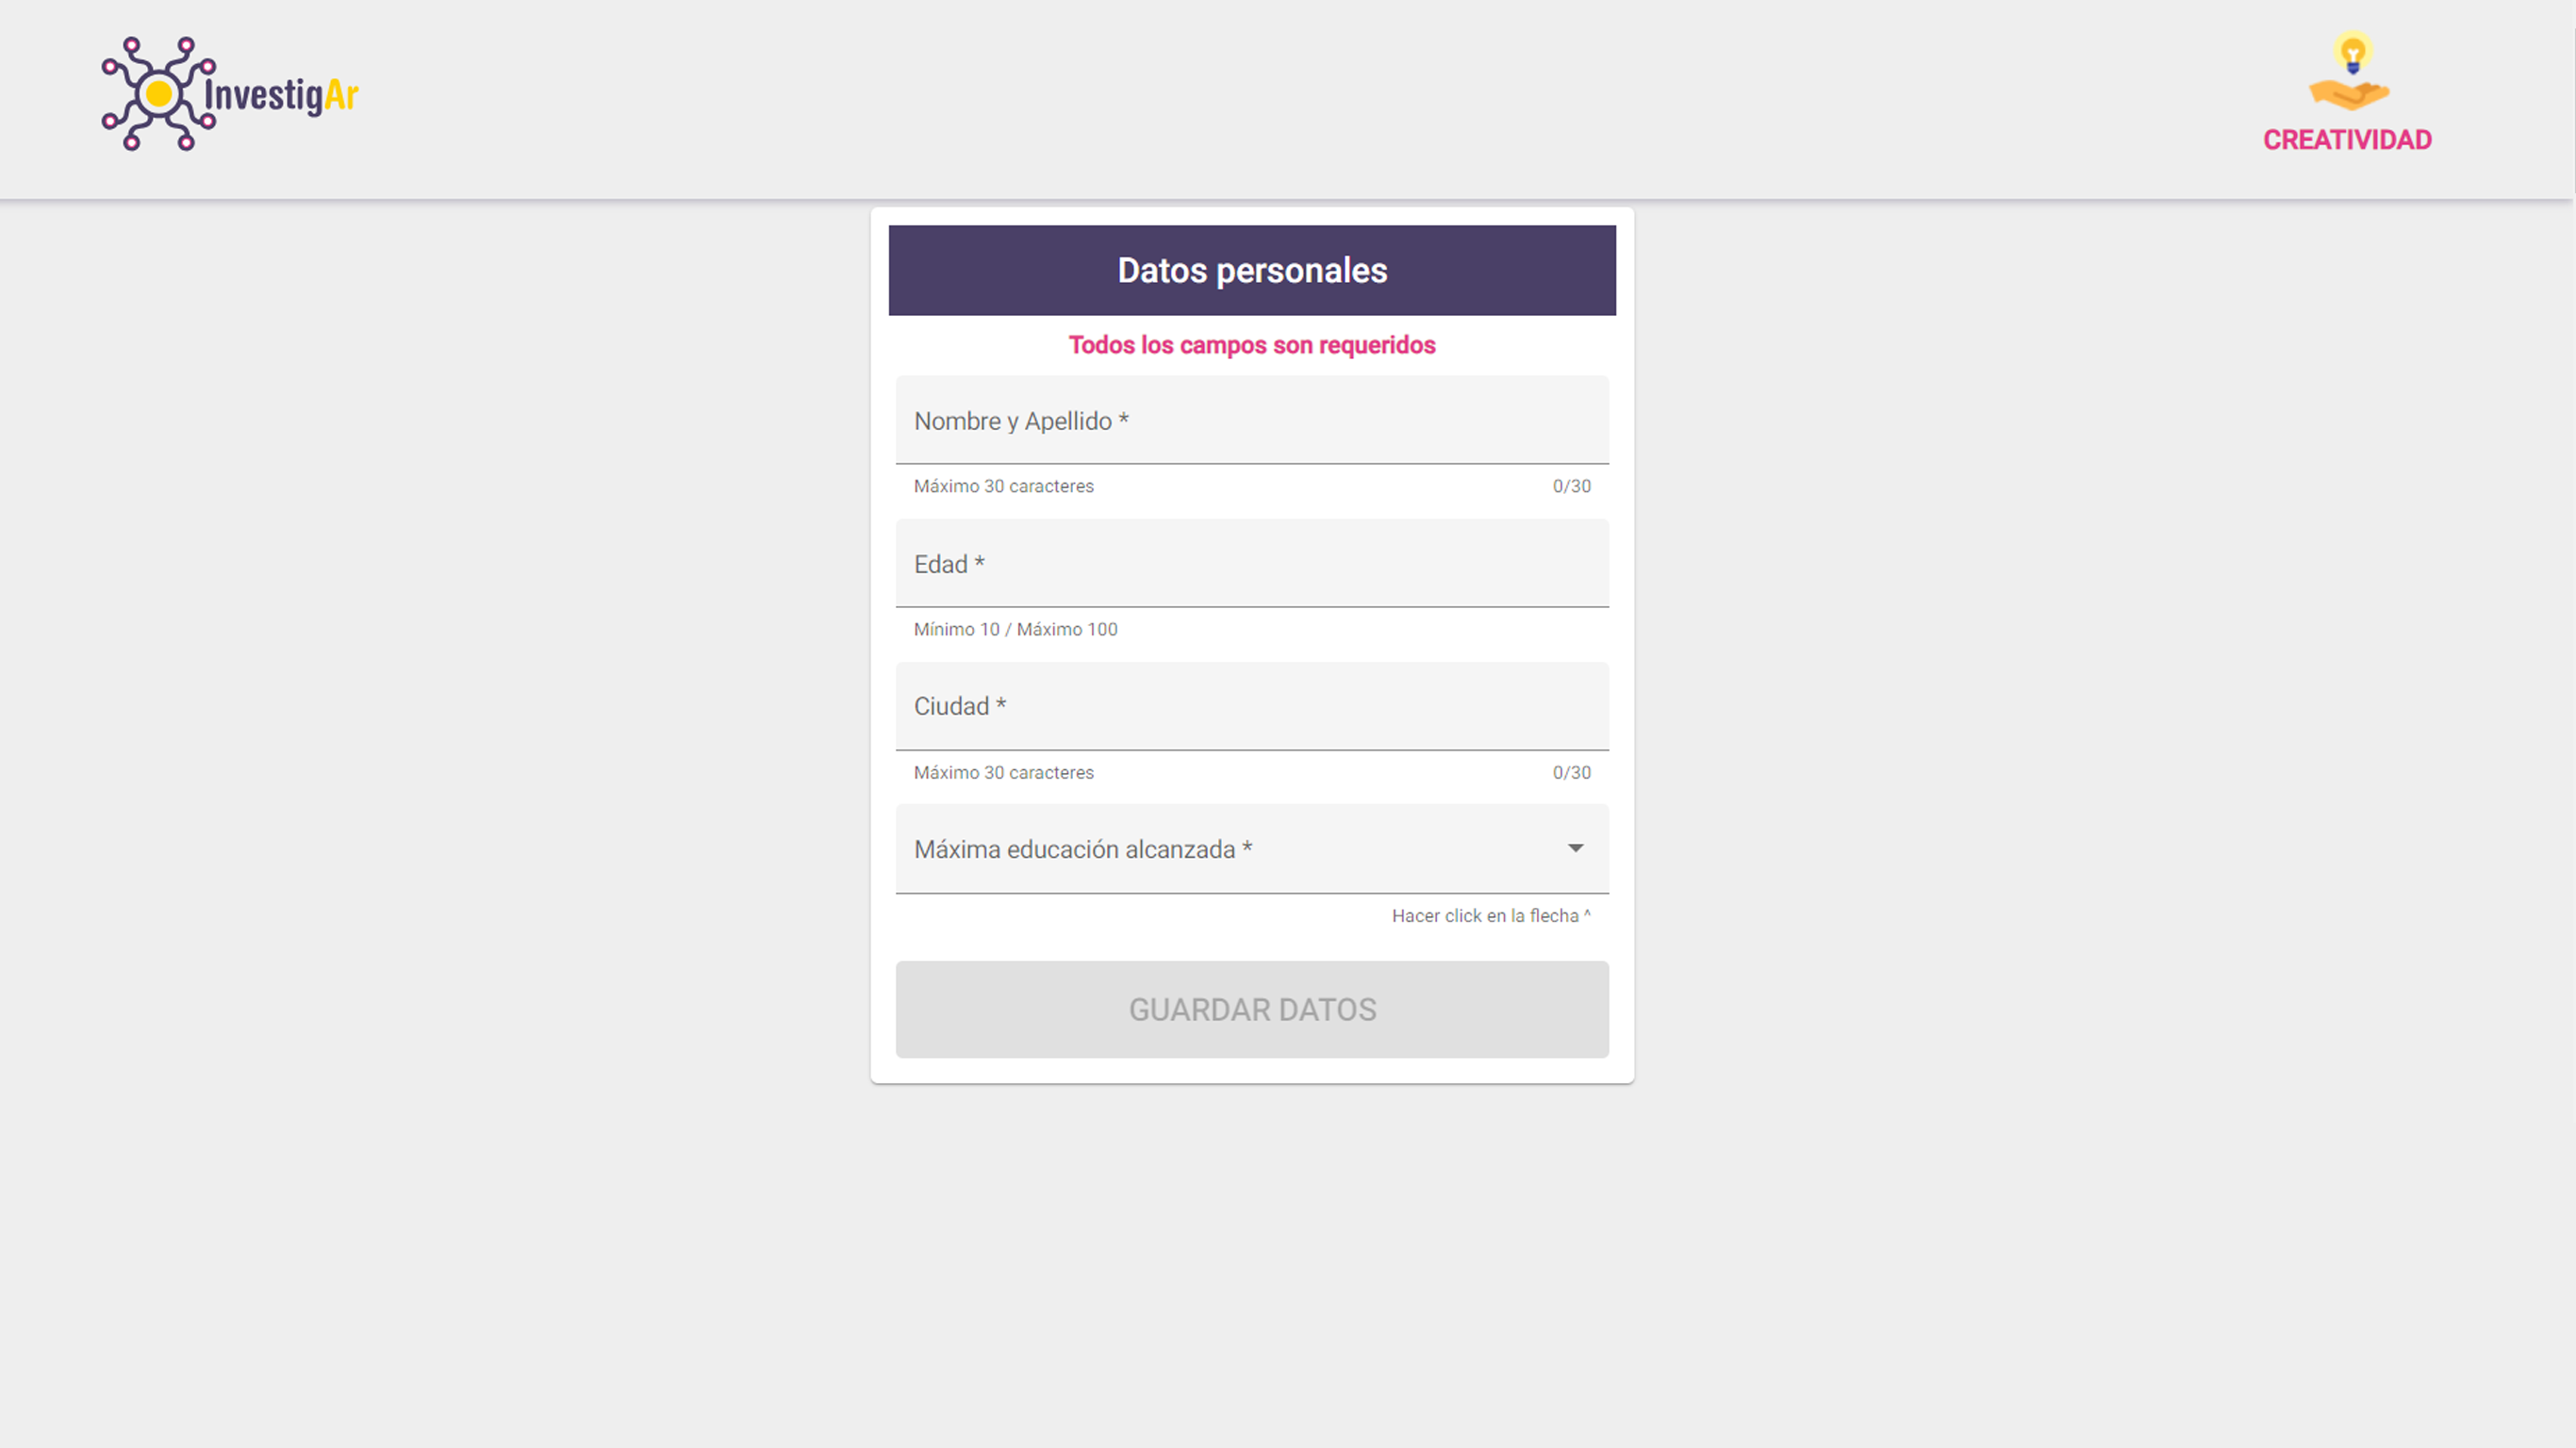 InvestigAr
CREATIVIDAD
Datos personales
Todos los campos son requeridos
Nombre y Apellido *
Máximo 30 caracteres 0/30
Edad *
Mínimo 10 / Máximo 100
Ciudad *
Máximo 30 caracteres 0/30
Máxima educación alcanzada *
Hacer click en la flecha ^
GUARDAR DATOS